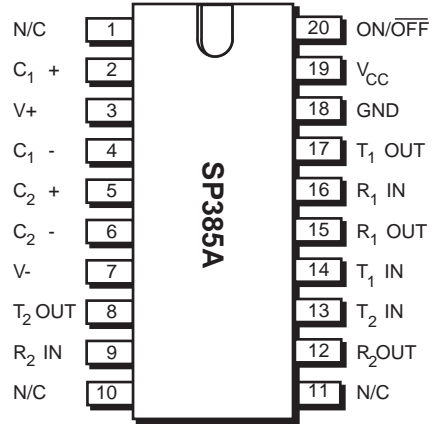 N/C 1 20 ON/OFF
C1 + 2 19 VCC
V+ 3 18 GND
C1 - 4 17 T1 OUT
C2 + 5 16 R1 IN
C2 - 6 15 R1 OUT
V- 7 14 T1 IN
T2 OUT 8 13 T2 IN
R2 IN 9 12 R2OUT
N/C 10 11 N/C
SP385A